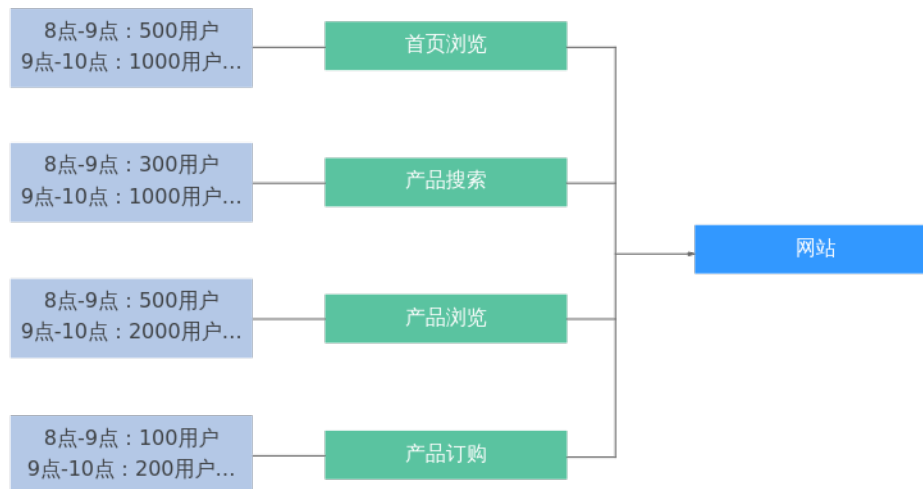 8点-9点：500用户
9点-10点：1000用户…
首页浏览
8点-9点：300用户
9点-10点：1000用户…
产品搜索
网站
8点-9点：500用户
9点-10点：2000用户…
产品浏览
8点-9点：100用户
9点-10点：200用户…
产品订购